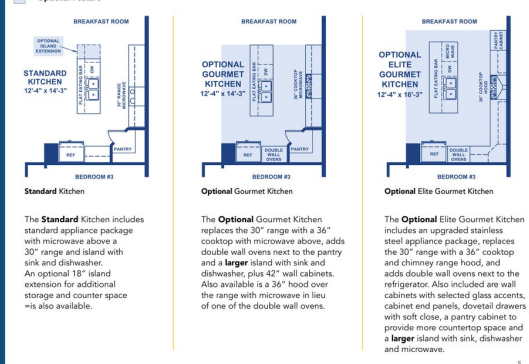 BREAKFAST ROOM
OPTIONAL
ISLAND
EXTENSION
STANDARD
KITCHEN
12'-4" x 14'-3"
FLAT EATING BAR
DW
30" RANGE
MICROWAVE
REF
PANTRY
BEDROOM #3
Standard Kitchen
The Standard Kitchen includes
standard appliance package
with microwave above a
30" range and island with
sink and dishwasher.
An optional 18" island
extension for additional
storage and counter space
=is also available.
BREAKFAST ROOM
OPTIONAL
GOURMET
KITCHEN
12'-4" x 14'-3"
FLAT EATING BAR
DW
36" COOKTOP
MICROWAVE
REF
DOUBLE
WALL
OVENS
PANTRY
BEDROOM #3
Optional Gourmet Kitchen
The Optional Gourmet Kitchen
replaces the 30" range with a 36"
cooktop with microwave above, adds
double wall ovens next to the pantry
and a larger island with sink and
dishwasher, plus 42" wall cabinets.
Also available is a 36" hood over
the range with microwave in lieu
of one of the double wall ovens.
BREAKFAST ROOM
PANTRY
CABINET
OPTIONAL
ELITE
GOURMET
KITCHEN
12'-4" x 16'-3"
FLAT EATING BAR
DW
MICRO
WAVE
36" COOKTOP
HOOD
REF
DOUBLE
WALL
OVENS
BEDROOM #3
Optional Elite Gourmet Kitchen
The Optional Elite Gourmet Kitchen
includes an upgraded stainless
steel appliance package, replaces
the 30" range with a 36" cooktop
and chimney range hood, and
adds double wall ovens next to the
refrigerator. Also included are wall
cabinets with selected glass accents,
cabinet end panels, dovetail drawers
with soft close, a pantry cabinet to
provide more countertop space and
a larger island with sink, dishwasher
and microwave.